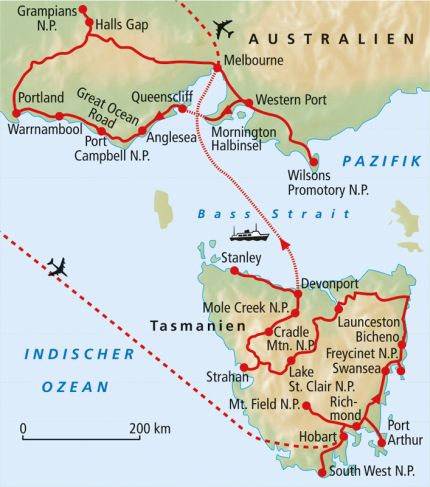 Grampians
N.P.
Halls Gap
AUSTRALIEN
Melbourne
Portland
Great Ocean
Road
Queenscliff
Western Port
Warrnambool
Port
Campbell N.P.
Anglesea
Mornington
Halbinsel
PAZIFIK
Wilsons
Promotory N.P.
Bass Strait
Stanley
Devonport
Mole Creek N.P.
Tasmanien
Cradle
Mtn. N.P.
Launceston
Bicheno
Freycinet N.P.
Swansea
INDISCHER
OZEAN
Strahan
Lake
St. Clair N.P.
Mt. Field N.P.
Rich-
mond
Hobart
Port
Arthur
South West N.P.
0
200 km